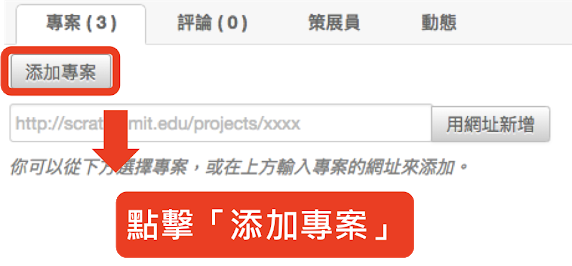 專案 ( 3 ) 評論 ( 0 ) 策展員 動態
添加專案
http://scrat mit.edu/projects/xxxx 用網址新增
你可以從下方選擇專案，或在上方輸入專案的網址來添加。
點擊「添加專案」